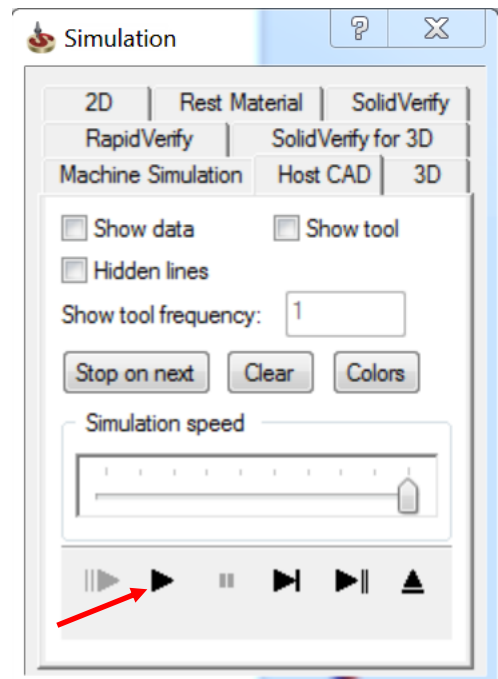 Simulation
2D Rest Material SolidVerify
RapidVerify SolidVerify for 3D
Machine Simulation Host CAD 3D
Show data Show tool
Hidden lines
Show tool frequency: 1
Stop on next Clear Colors
Simulation speed